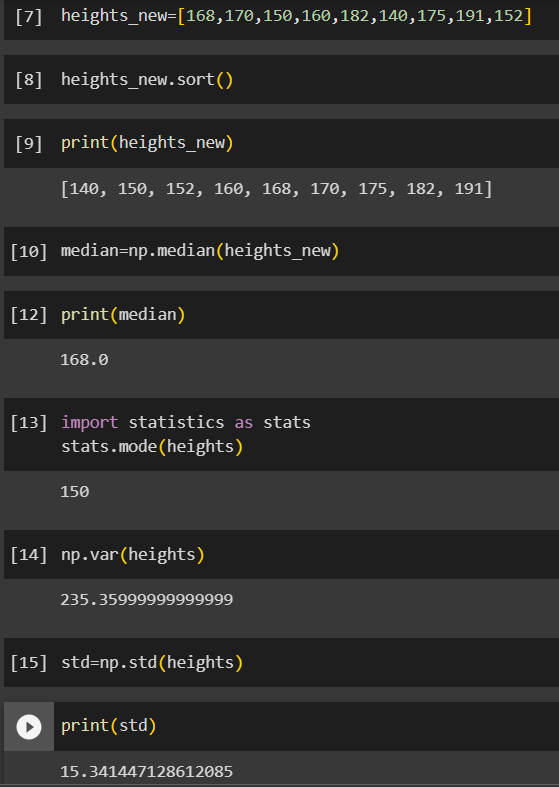 [7] heights_new=[168,170,150,160,182,140,175,191,152]
[8] heights_new.sort()
[9] print(heights_new)
[140, 150, 152, 160, 168, 170, 175, 182, 191]
[10] median=np.median(heights_new)
[12] print(median)
168.0
[13] import statistics as stats
stats.mode(heights)
150
[14] np.var(heights)
235.35999999999999
[15] std=np.std(heights)
print(std)
15.341447128612085